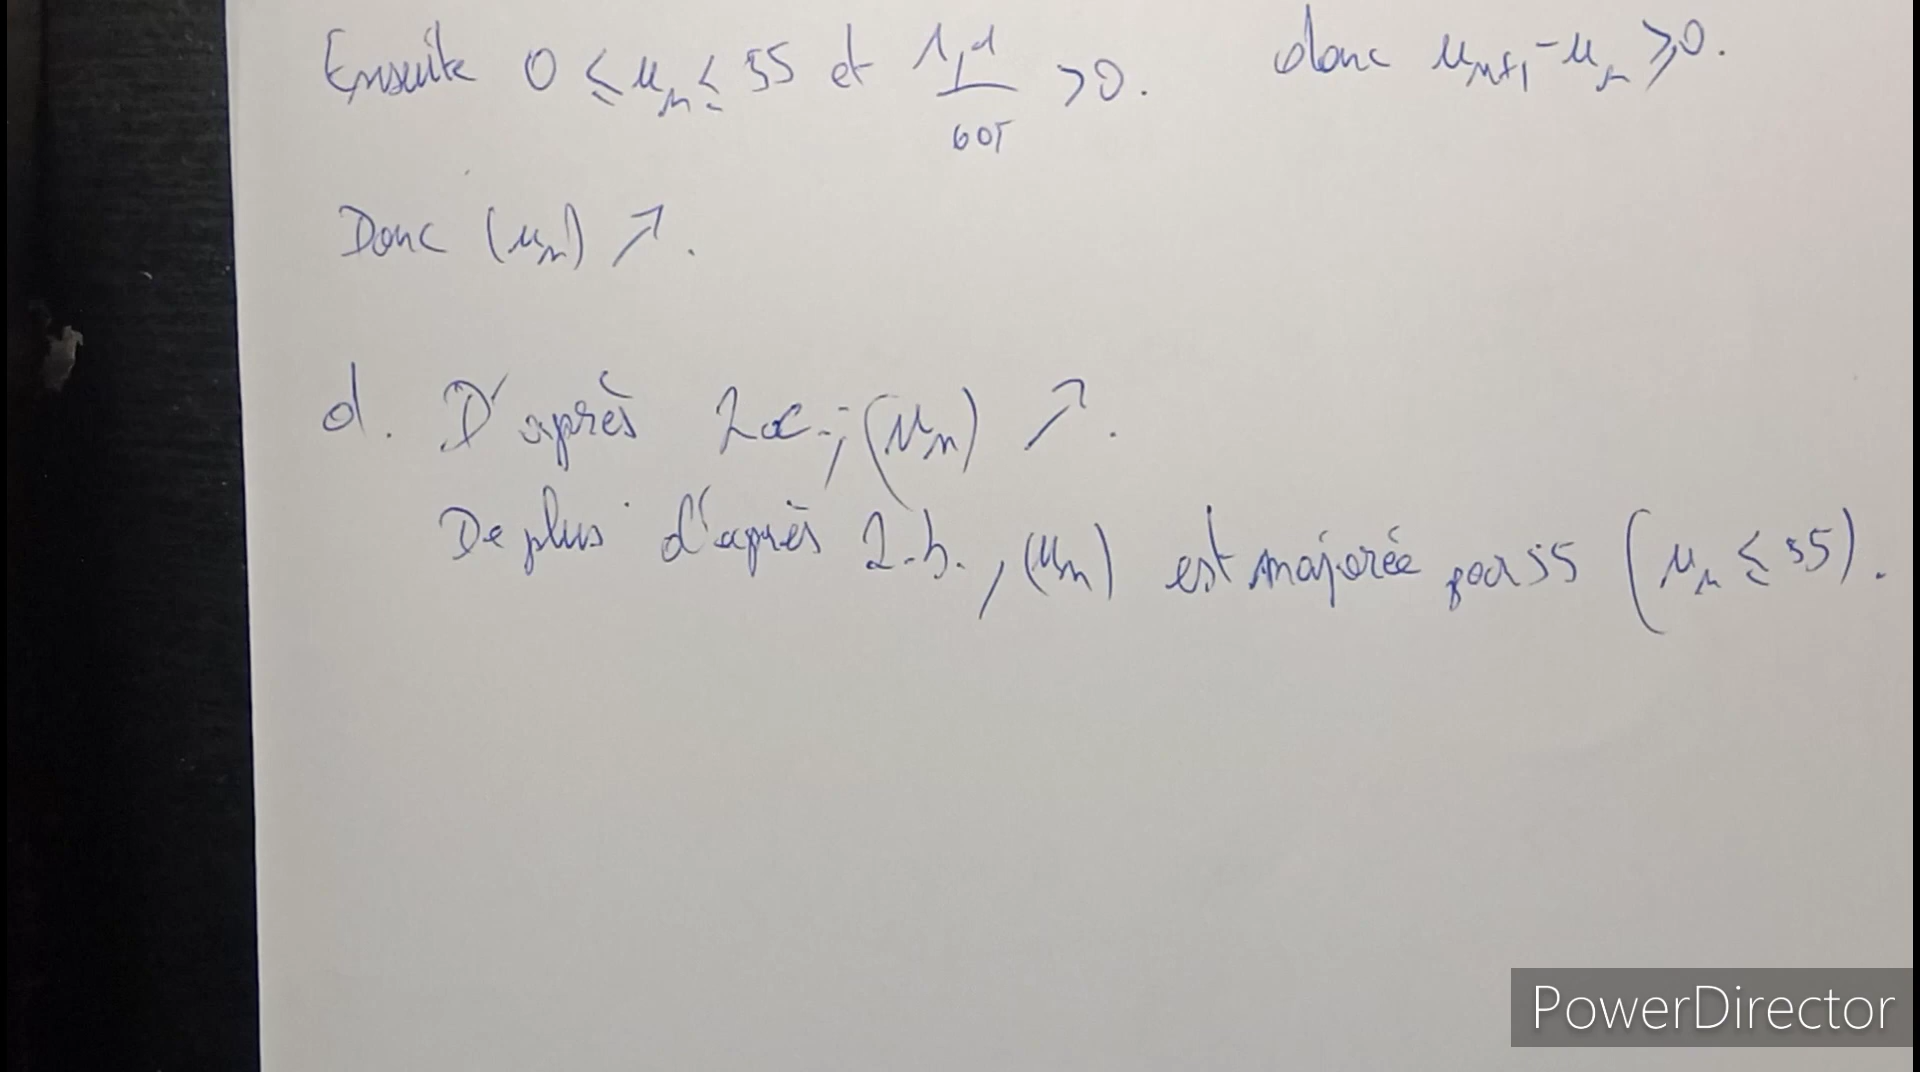 Ensuite 0 ≤ un ≤ 55 et 1,1/605 > 0. donc un+1 - un ≥ 0.
Donc (un) ↗.
d. D'après 2.c., (un) ↗.
De plus d'après 2.b., (un) est majorée par 55 (un ≤ 55).
PowerDirector